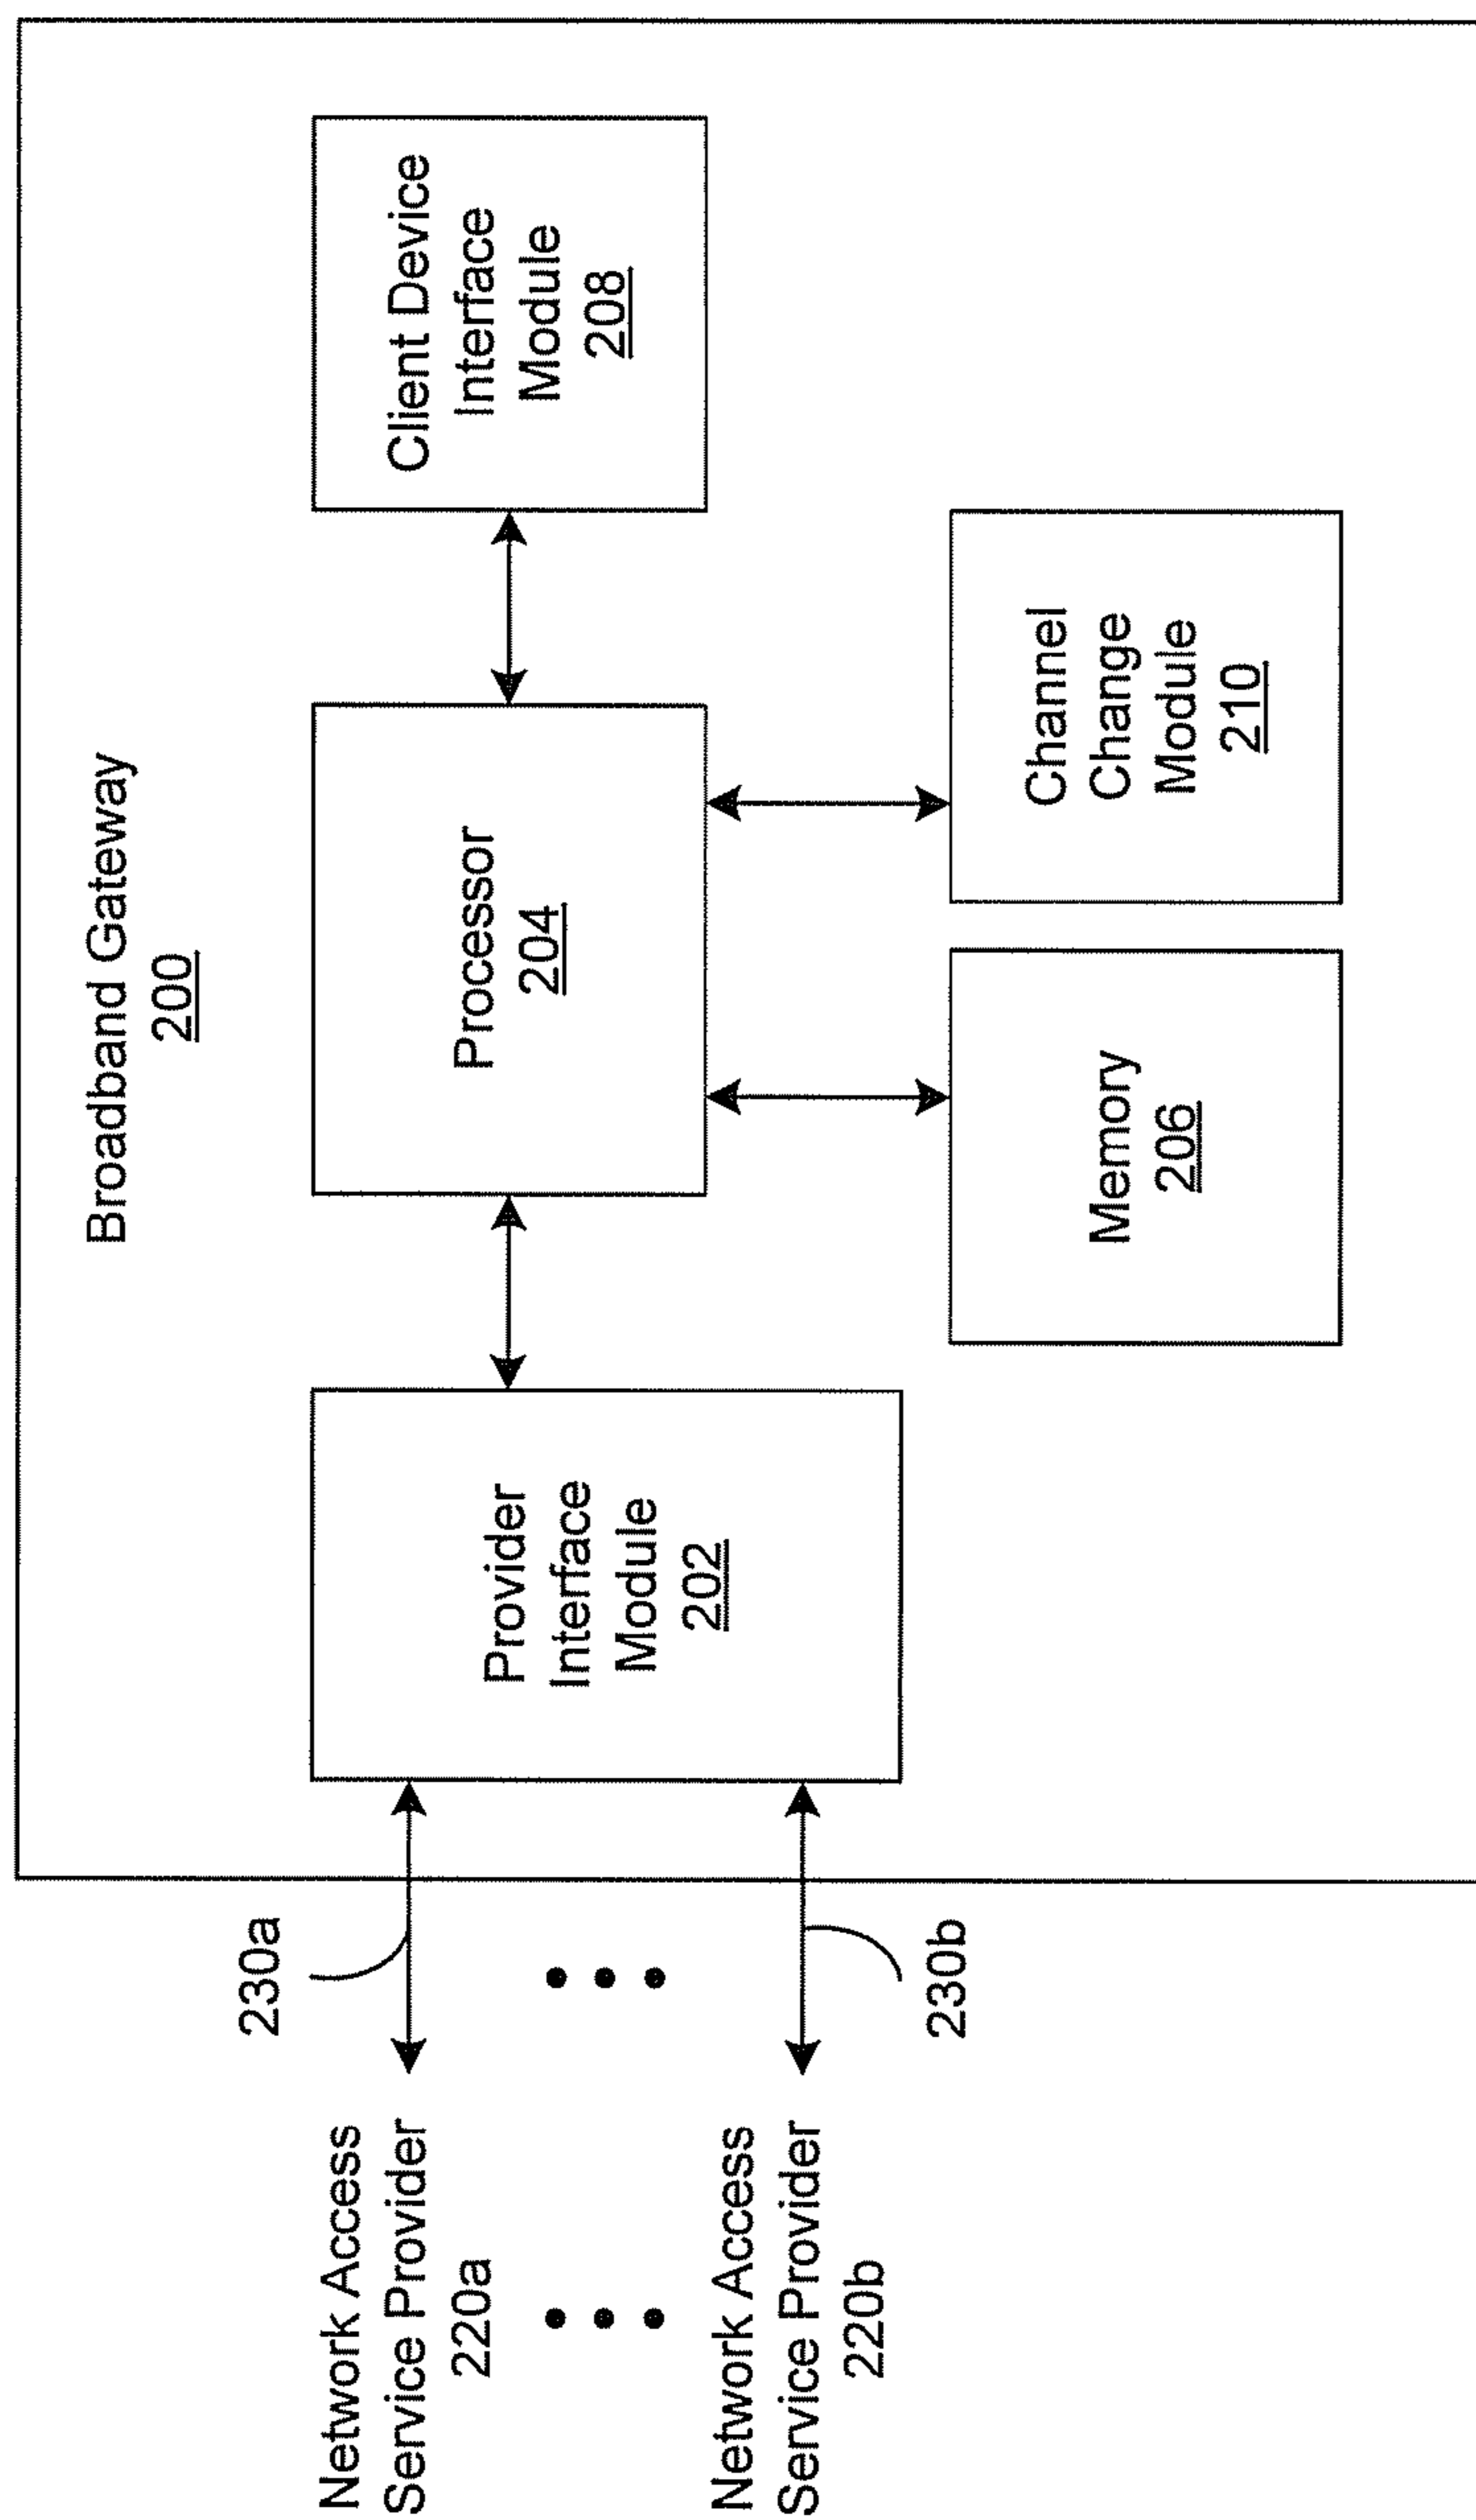 Broadband Gateway
200
Network Access
Service Provider
220a
230a
Network Access
Service Provider
220b
230b
Provider
Interface
Module
202
Processor
204
Client Device
Interface
Module
208
Memory
206
Channel
Change
Module
210